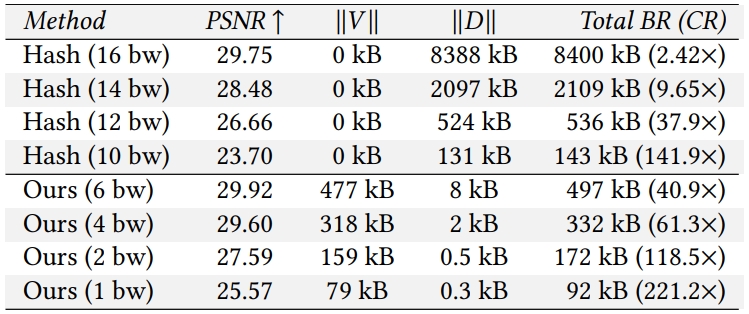 Method PSNR ↑ ||V|| ||D|| Total BR (CR)
Hash (16 bw) 29.75 0 kB 8388 kB 8400 kB (2.42×)
Hash (14 bw) 28.48 0 kB 2097 kB 2109 kB (9.65×)
Hash (12 bw) 26.66 0 kB 524 kB 536 kB (37.9×)
Hash (10 bw) 23.70 0 kB 131 kB 143 kB (141.9×)
Ours (6 bw) 29.92 477 kB 8 kB 497 kB (40.9×)
Ours (4 bw) 29.60 318 kB 2 kB 332 kB (61.3×)
Ours (2 bw) 27.59 159 kB 0.5 kB 172 kB (118.5×)
Ours (1 bw) 25.57 79 kB 0.3 kB 92 kB (221.2×)